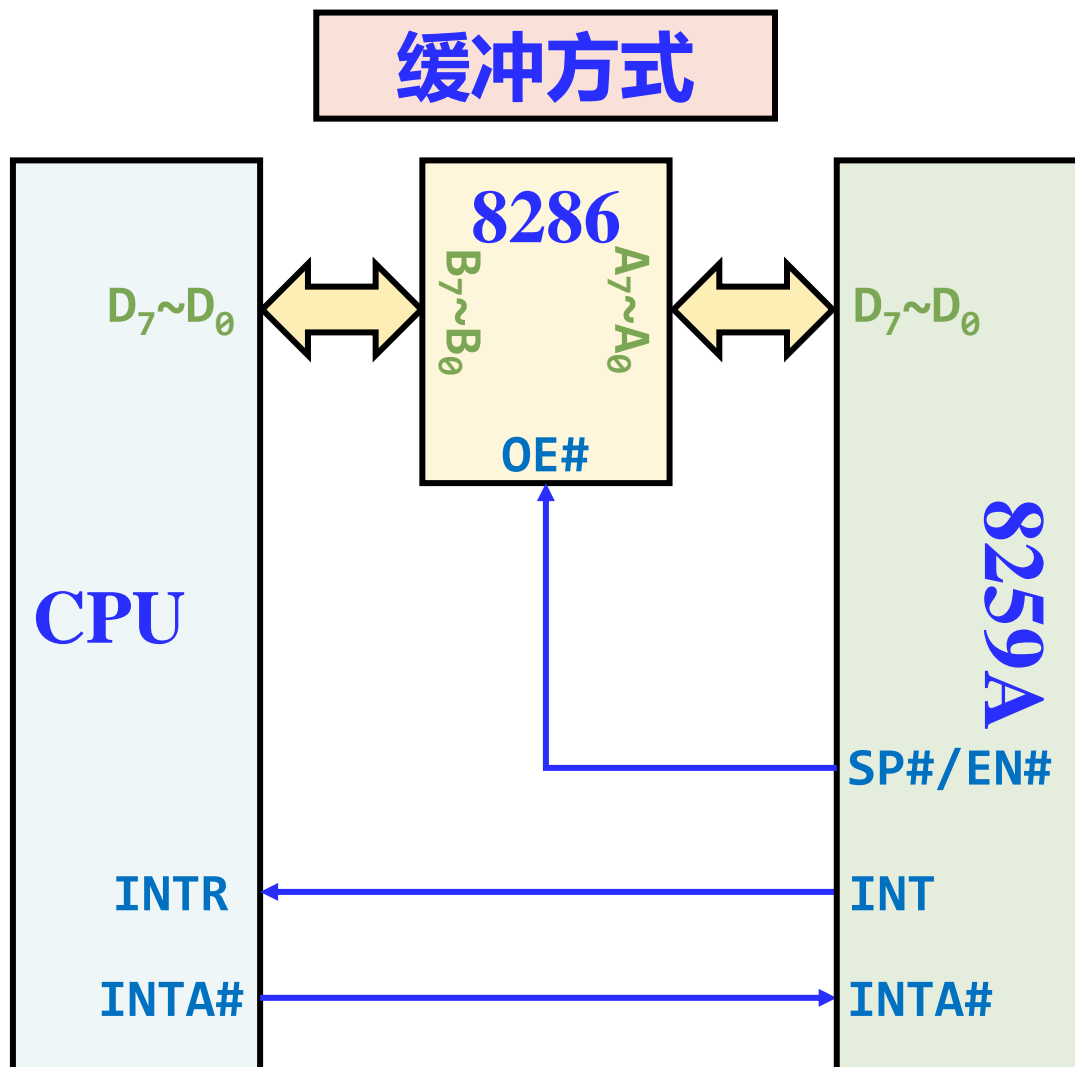 缓冲方式
8286
D₇~D₀
B₇~B₀
A₇~A₀
D₇~D₀
OE#
CPU
8259A
SP#/EN#
INTR
INT
INTA#
INTA#